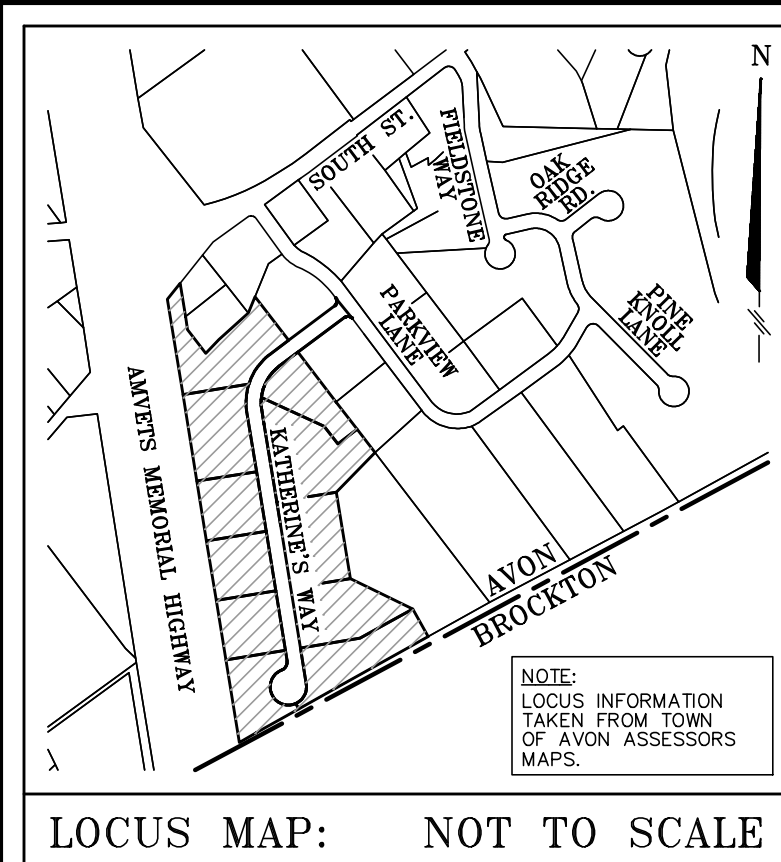 N
SOUTH ST.
FIELDSTONE
WAY
OAK
RIDGE
RD.
PINE
KNOLL
LANE
PARKVIEW
LANE
AMVETS MEMORIAL HIGHWAY
KATHERINE'S WAY
AVON
BROCKTON
NOTE:
LOCUS INFORMATION
TAKEN FROM TOWN
OF AVON ASSESSORS
MAPS.
LOCUS MAP: NOT TO SCALE